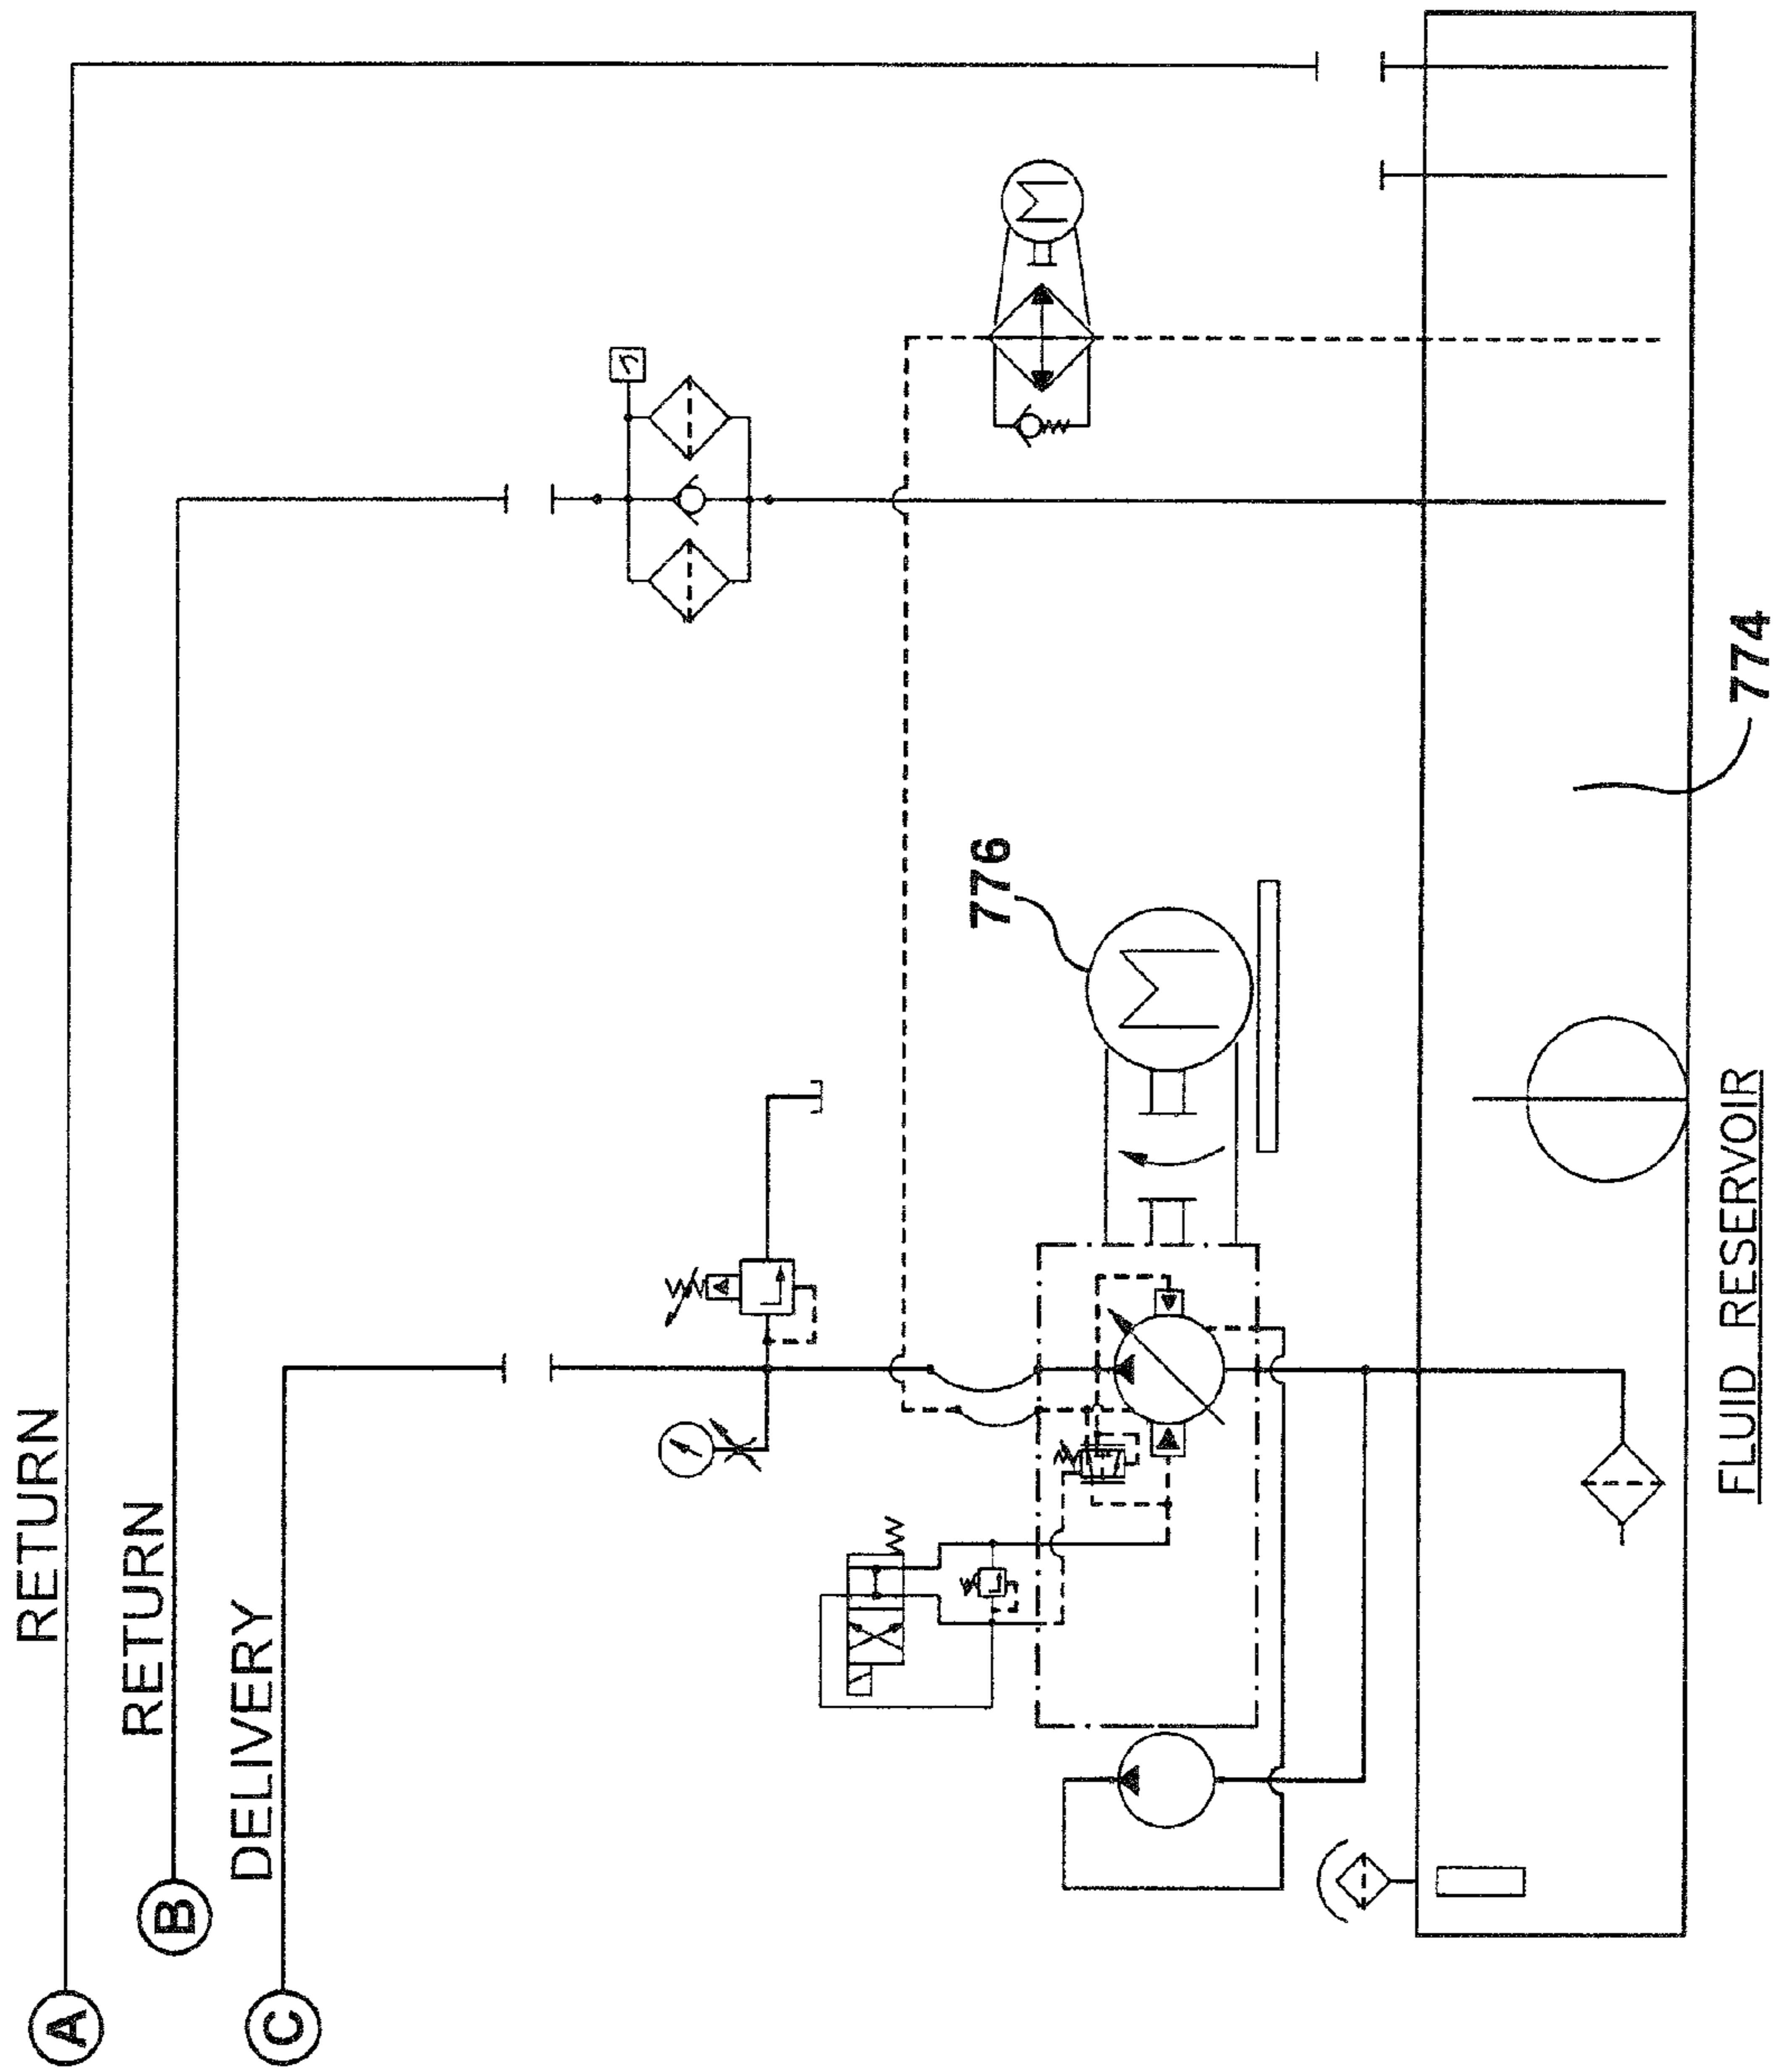 A
RETURN
B
RETURN
C
DELIVERY
M
776
M
774
FLUID RESERVOIR